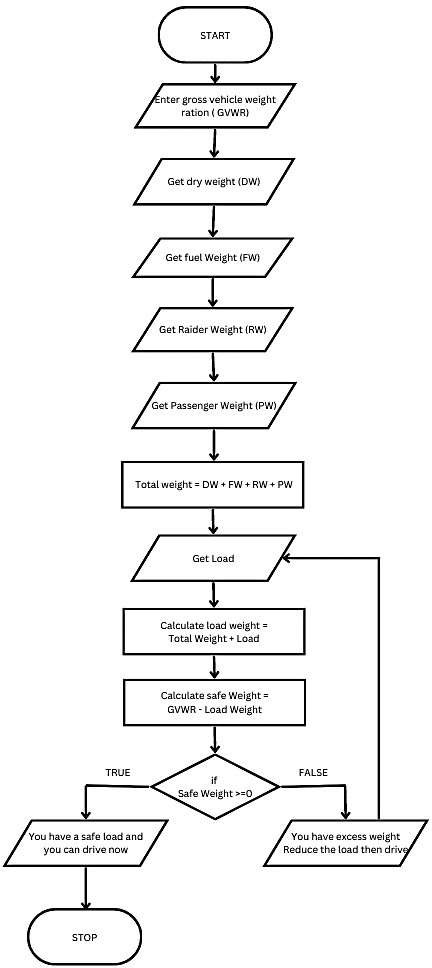 START
Enter gross vehicle weight
ration ( GVWR)
Get dry weight (DW)
Get fuel Weight (FW)
Get Raider Weight (RW)
Get Passenger Weight (PW)
Total weight = DW + FW + RW + PW
Get Load
Calculate load weight =
Total Weight + Load
Calculate safe Weight =
GVWR - Load Weight
if
Safe Weight >=0
TRUE
FALSE
You have a safe load and
you can drive now
You have excess weight
Reduce the load then drive
STOP